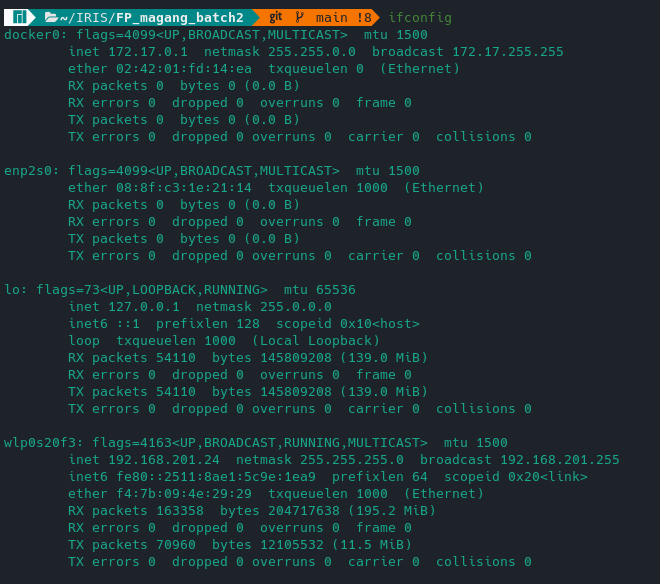 ~/IRIS/FP_magang_batch2 git main !8 ifconfig
docker0: flags=4099<UP,BROADCAST,MULTICAST>  mtu 1500
        inet 172.17.0.1  netmask 255.255.0.0  broadcast 172.17.255.255
        ether 02:42:01:fd:14:ea  txqueuelen 0  (Ethernet)
        RX packets 0  bytes 0 (0.0 B)
        RX errors 0  dropped 0  overruns 0  frame 0
        TX packets 0  bytes 0 (0.0 B)
        TX errors 0  dropped 0 overruns 0  carrier 0  collisions 0

enp2s0: flags=4099<UP,BROADCAST,MULTICAST>  mtu 1500
        ether 08:8f:c3:1e:21:14  txqueuelen 1000  (Ethernet)
        RX packets 0  bytes 0 (0.0 B)
        RX errors 0  dropped 0  overruns 0  frame 0
        TX packets 0  bytes 0 (0.0 B)
        TX errors 0  dropped 0 overruns 0  carrier 0  collisions 0

lo: flags=73<UP,LOOPBACK,RUNNING>  mtu 65536
        inet 127.0.0.1  netmask 255.0.0.0
        inet6 ::1  prefixlen 128  scopeid 0x10<host>
        loop  txqueuelen 1000  (Local Loopback)
        RX packets 54110  bytes 145809208 (139.0 MiB)
        RX errors 0  dropped 0  overruns 0  frame 0
        TX packets 54110  bytes 145809208 (139.0 MiB)
        TX errors 0  dropped 0 overruns 0  carrier 0  collisions 0

wlp0s20f3: flags=4163<UP,BROADCAST,RUNNING,MULTICAST>  mtu 1500
        inet 192.168.201.24  netmask 255.255.255.0  broadcast 192.168.201.255
        inet6 fe80::2511:8ae1:5c9e:1ea9  prefixlen 64  scopeid 0x20<link>
        ether f4:7b:09:4e:29:29  txqueuelen 1000  (Ethernet)
        RX packets 163358  bytes 204717638 (195.2 MiB)
        RX errors 0  dropped 0  overruns 0  frame 0
        TX packets 70960  bytes 12105532 (11.5 MiB)
        TX errors 0  dropped 0 overruns 0  carrier 0  collisions 0